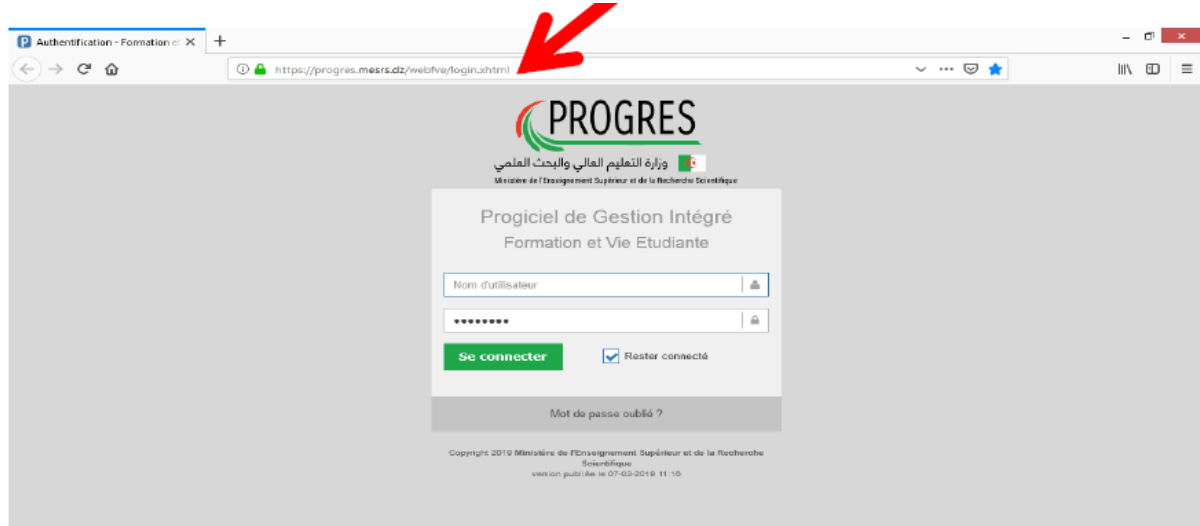 Authentification - Formation e
https://progres.mesrs.dz/webfve/login.xhtml
PROGRES
وزارة التعليم العالي والبحث العلمي
Ministère de l'Enseignement Supérieur et de la Recherche Scientifique
Progiciel de Gestion Intégré
Formation et Vie Etudiante
Nom d'utilisateur
Se connecter
Rester connecté
Mot de passe oublié ?
Copyright 2019 Ministère de l'Enseignement Supérieur et de la Recherche
Scientifique
version publiée le 07-03-2019 11:16